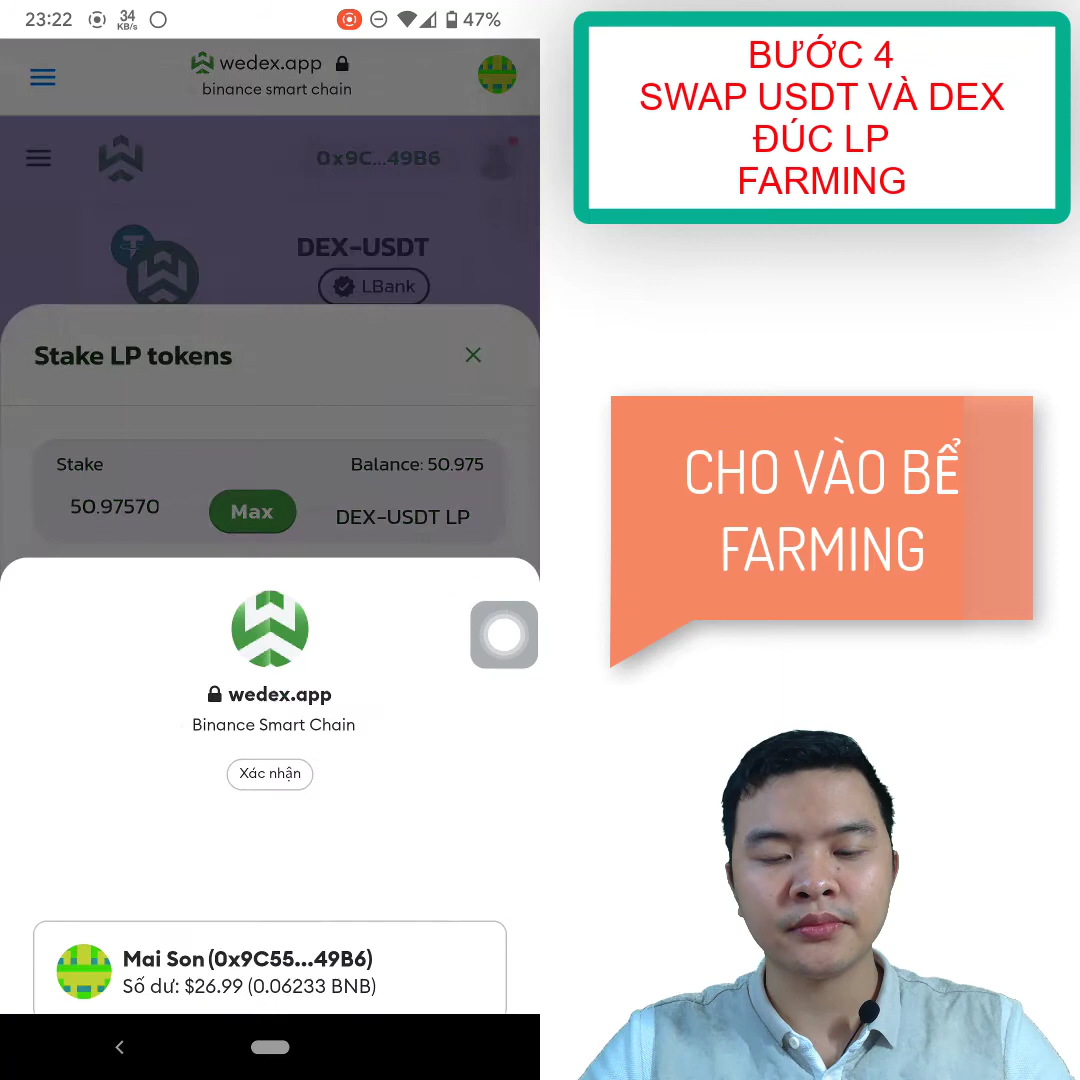 23:22
34
KB/s
47%
wedex.app
binance smart chain
0x9C...49B6
DEX-USDT
LBank
Stake LP tokens
Stake
Balance: 50.975
50.97570
Max
DEX-USDT LP
wedex.app
Binance Smart Chain
Xác nhận
Mai Son (0x9C55...49B6)
Số dư: $26.99 (0.06233 BNB)
BƯỚC 4
SWAP USDT VÀ DEX
ĐÚC LP
FARMING
CHO VÀO BỂ
FARMING